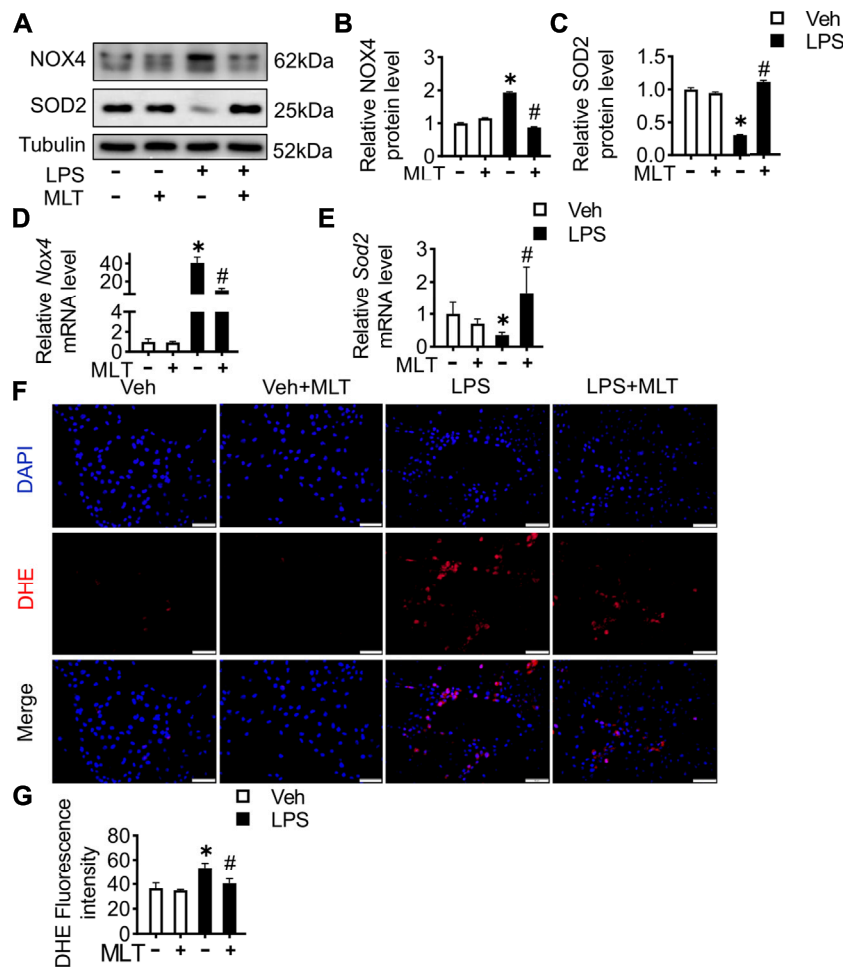 A
NOX4 62kDa
SOD2 25kDa
Tubulin 52kDa
LPS - - + +
MLT - + - +
B
Relative NOX4
protein level
3
2
1
0
*
#
MLT - + - +
C
Veh
LPS
Relative SOD2
protein level
1.5
1.0
0.5
0.0
*
#
MLT - + - +
D
Relative Nox4
mRNA level
40
20
4
2
0
*
#
MLT - + - +
E
Veh
LPS
Relative Sod2
mRNA level
3
2
1
0
*
#
MLT - + - +
F
Veh Veh+MLT LPS LPS+MLT
DAPI
DHE
Merge
G
Veh
LPS
DHE Fluorescence
intensity
80
60
40
20
0
*
#
MLT - + - +